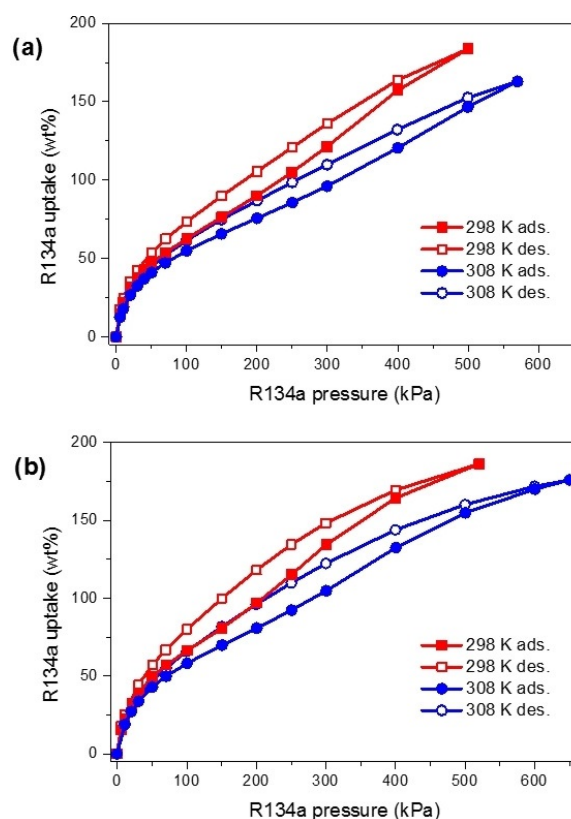 (a)
200
150
100
50
0
R134a uptake (wt%)
298 K ads.
298 K des.
308 K ads.
308 K des.
0 100 200 300 400 500 600
R134a pressure (kPa)
(b)
200
150
100
50
0
R134a uptake (wt%)
298 K ads.
298 K des.
308 K ads.
308 K des.
0 100 200 300 400 500 600
R134a pressure (kPa)